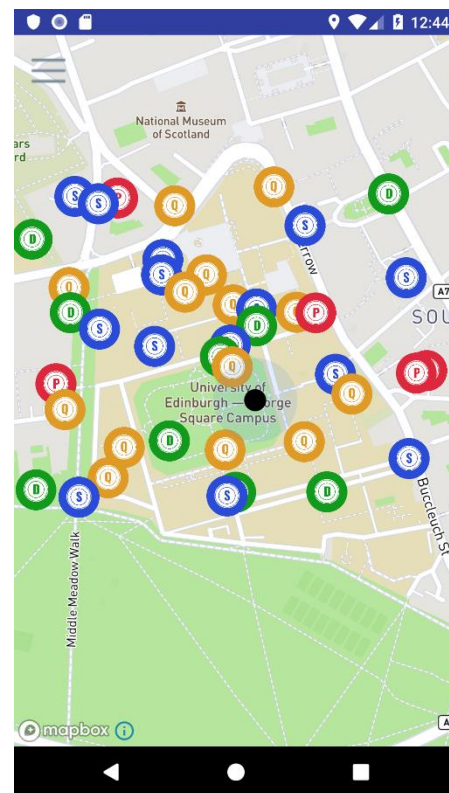 12:44
National Museum
of Scotland
ars
rd
Q
D
S
S
P
Q
S
D
arrow
S
Q
S
Q
Q
A7
Q
S
Q
P
D
D
SOU
S
S
S
D
Q
P
S
P
Q
University of
Edinburgh — George
Square Campus
Q
D
Q
Q
Q
S
Q
D
S
S
D
Buccleuch St
Middle Meadow Walk
mapbox
A